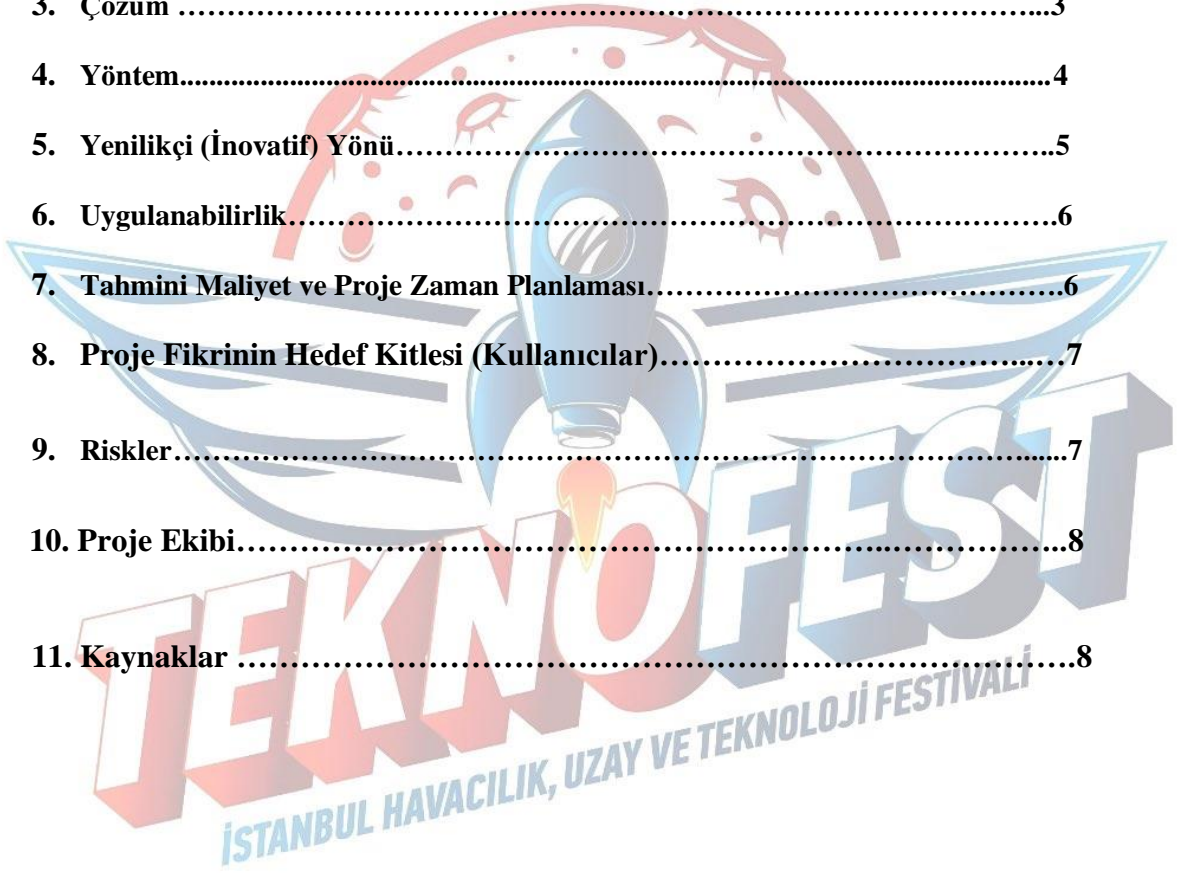 3. Çözüm ………………………………………………………………………...3
4. Yöntem........................................................................................................................4
5. Yenilikçi (İnovatif) Yönü………………………………………………………..5
6. Uygulanabilirlik………………………………………………………………….6
7. Tahmini Maliyet ve Proje Zaman Planlaması………………………………….6
8. Proje Fikrinin Hedef Kitlesi (Kullanıcılar)……………………………...…7
9. Riskler………………………………………………………………………......7
10. Proje Ekibi……………………………………………………..……………..8
11. Kaynaklar ……………………………………………………………………….8
TEKNOFEST
İSTANBUL HAVACILIK, UZAY VE TEKNOLOJİ FESTİVALİ